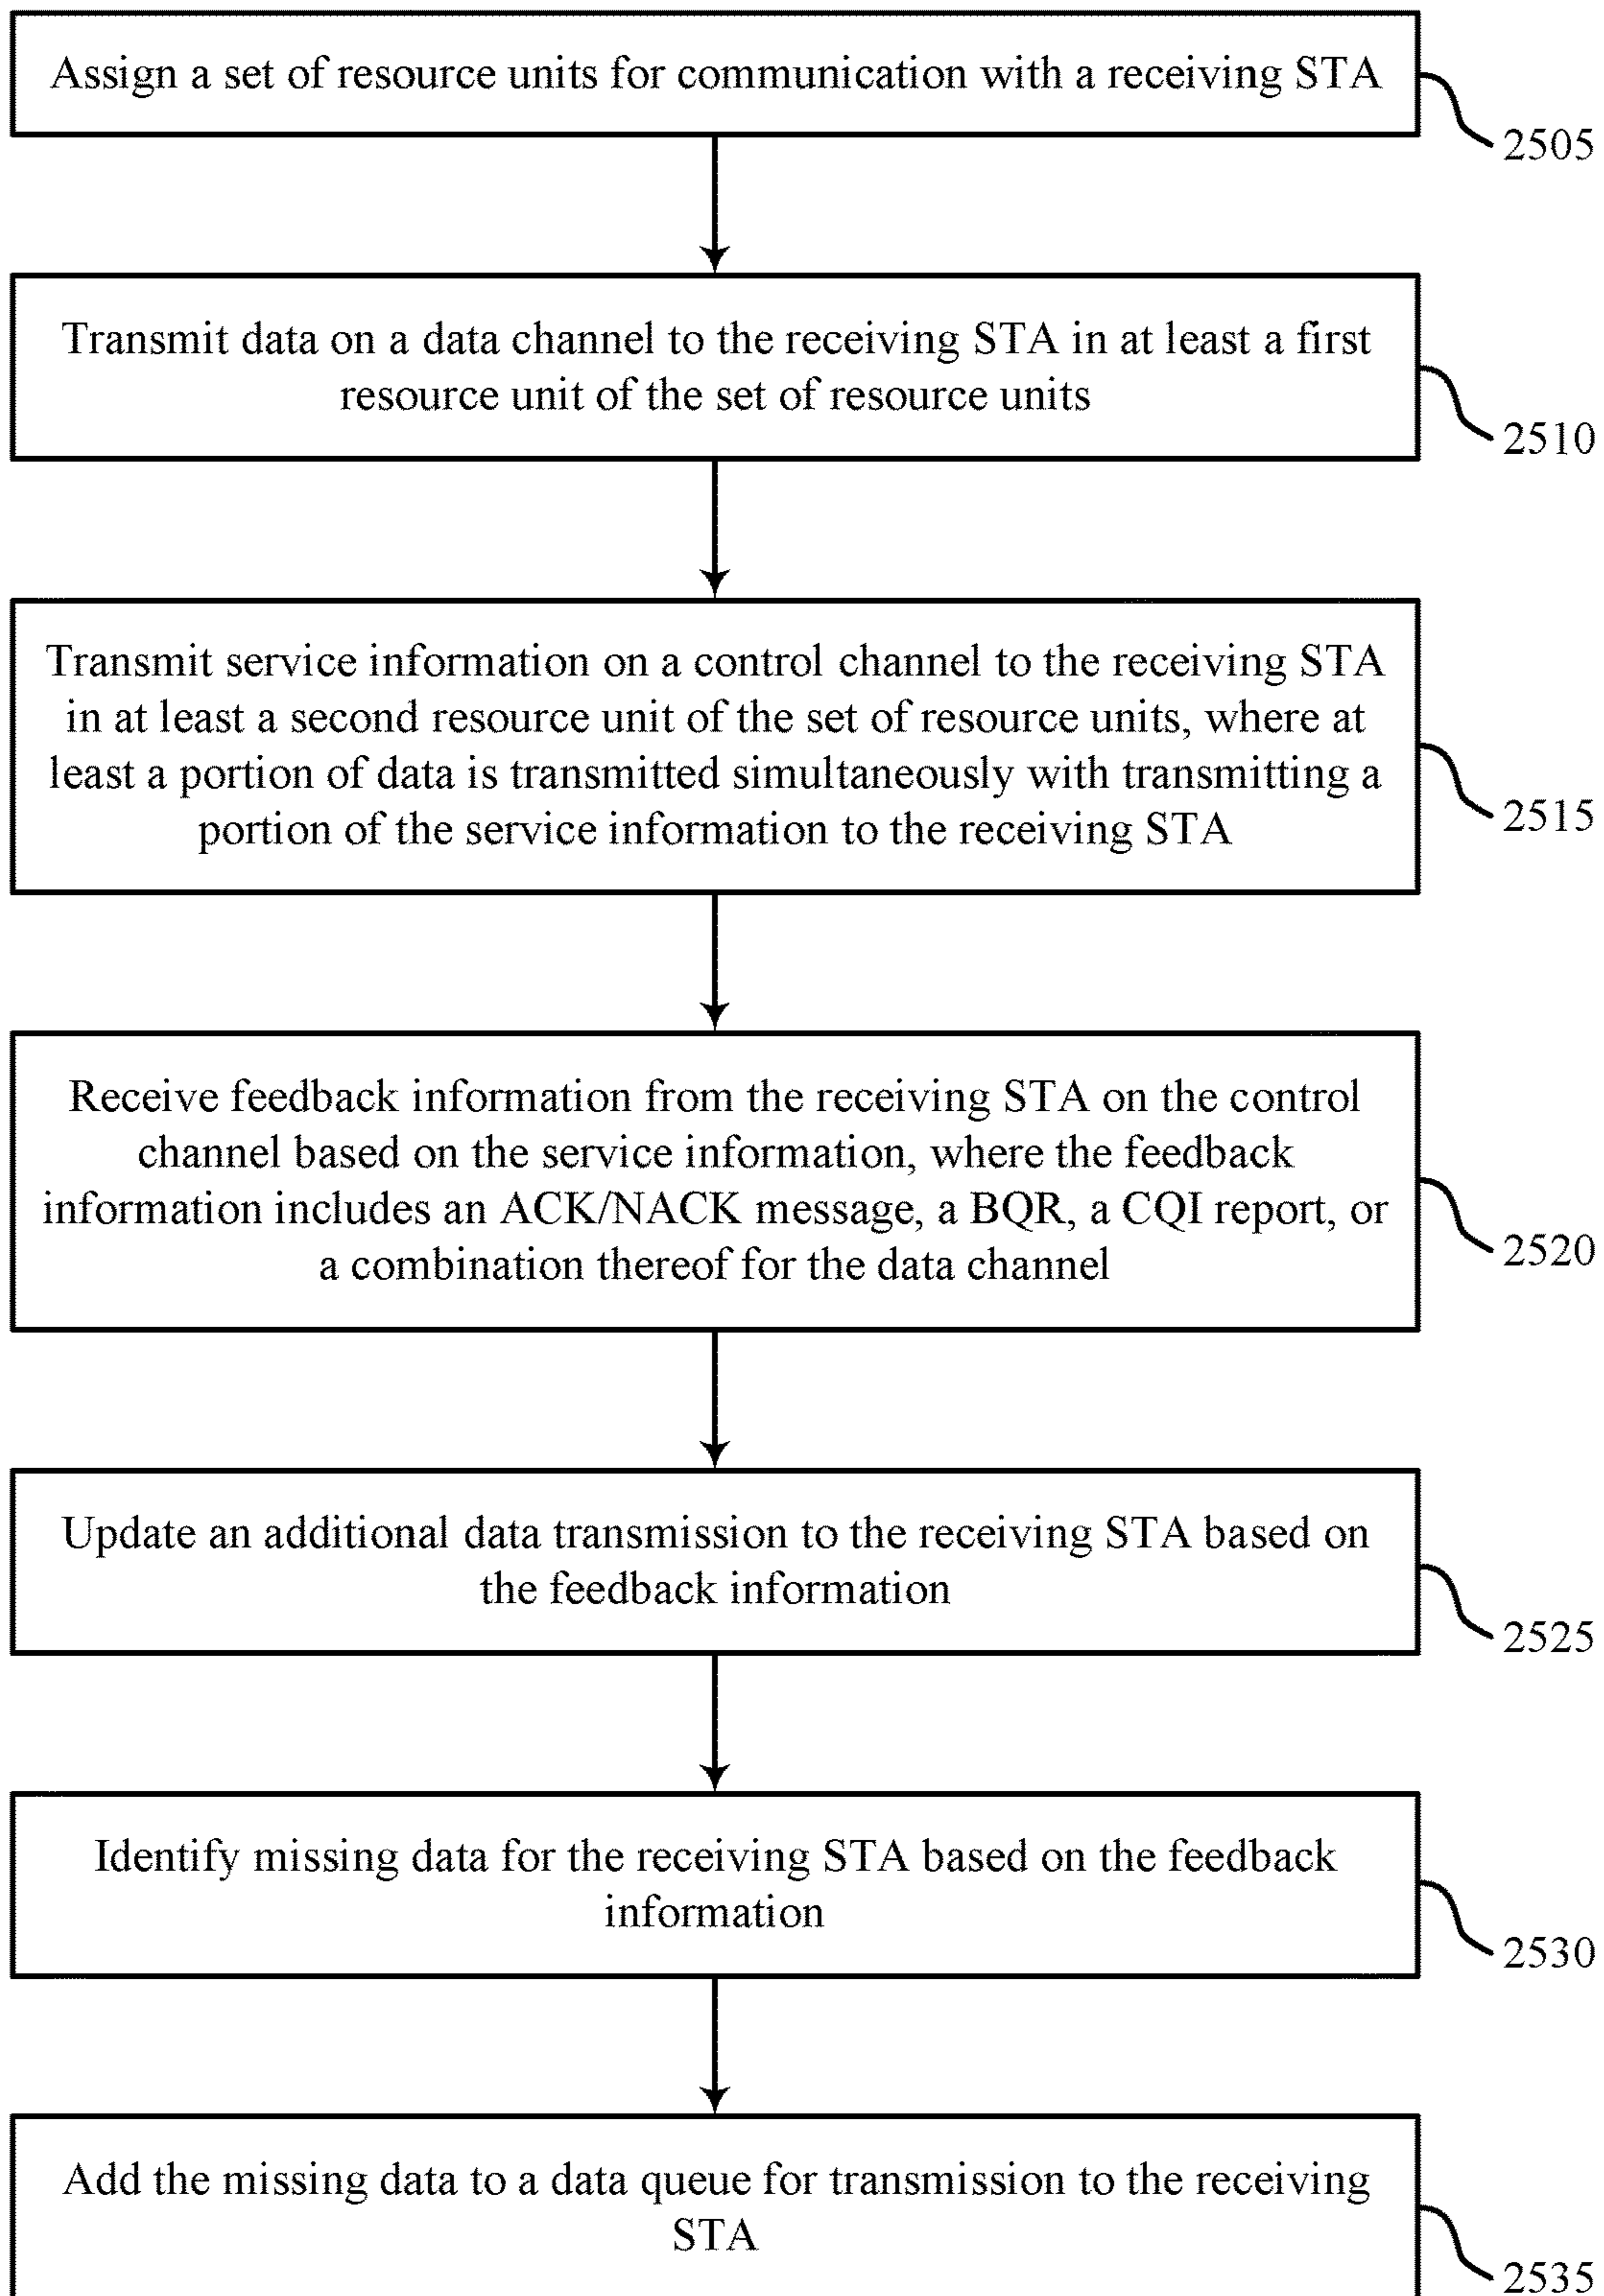 Assign a set of resource units for communication with a receiving STA
2505
Transmit data on a data channel to the receiving STA in at least a first
resource unit of the set of resource units
2510
Transmit service information on a control channel to the receiving STA
in at least a second resource unit of the set of resource units, where at
least a portion of data is transmitted simultaneously with transmitting a
portion of the service information to the receiving STA
2515
Receive feedback information from the receiving STA on the control
channel based on the service information, where the feedback
information includes an ACK/NACK message, a BQR, a CQI report, or
a combination thereof for the data channel
2520
Update an additional data transmission to the receiving STA based on
the feedback information
2525
Identify missing data for the receiving STA based on the feedback
information
2530
Add the missing data to a data queue for transmission to the receiving
STA
2535